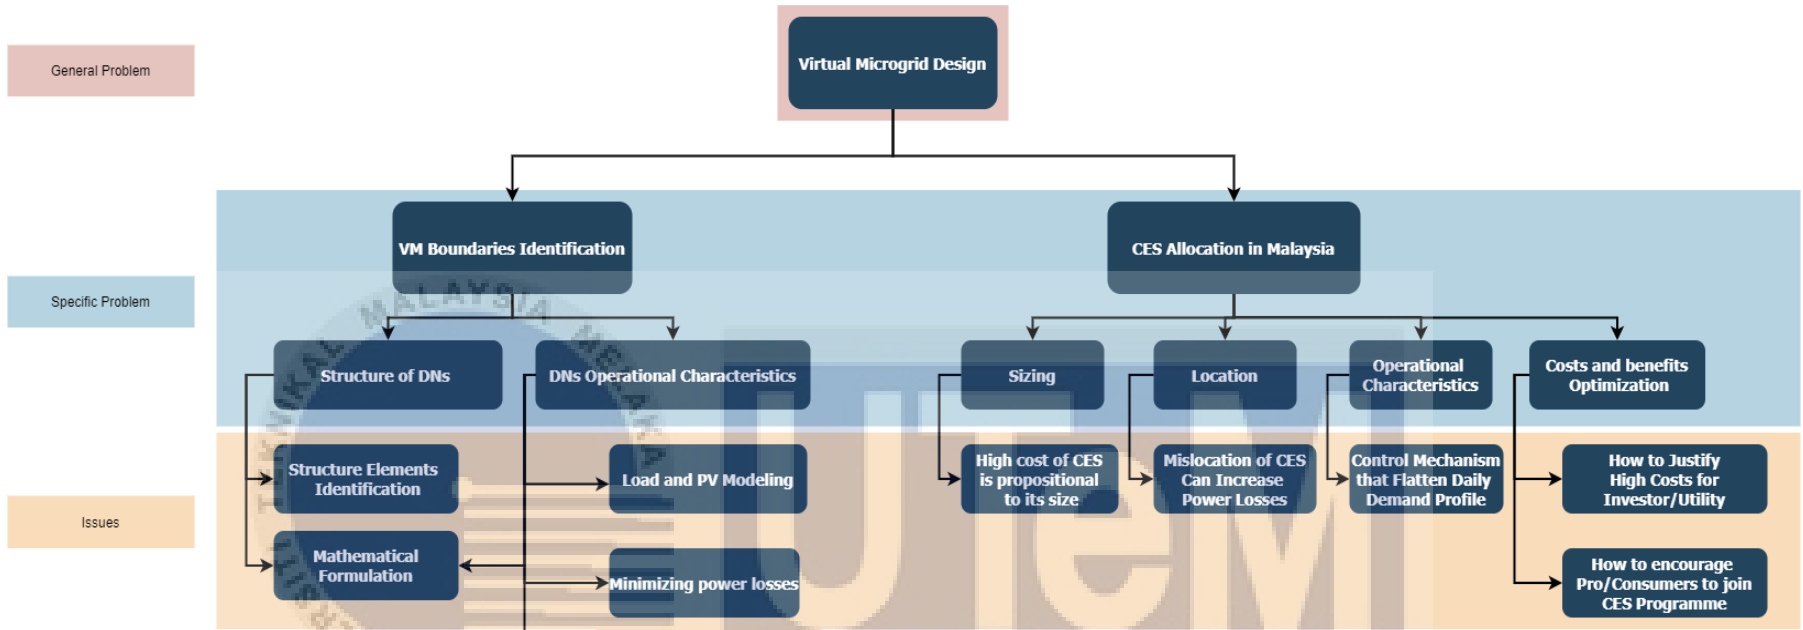 General Problem
Virtual Microgrid Design
Specific Problem
VM Boundaries Identification
CES Allocation in Malaysia
Structure of DNs
DNs Operational Characteristics
Sizing
Location
Operational
Characteristics
Costs and benefits
Optimization
Issues
Structure Elements
Identification
Load and PV Modeling
High cost of CES
is propositional
to its size
Mislocation of CES
Can Increase
Power Losses
Control Mechanism
that Flatten Daily
Demand Profile
How to Justify
High Costs for
Investor/Utility
Mathematical
Formulation
Minimizing power losses
How to encourage
Pro/Consumers to join
CES Programme
MALAYSIA MELAKA
UTeM